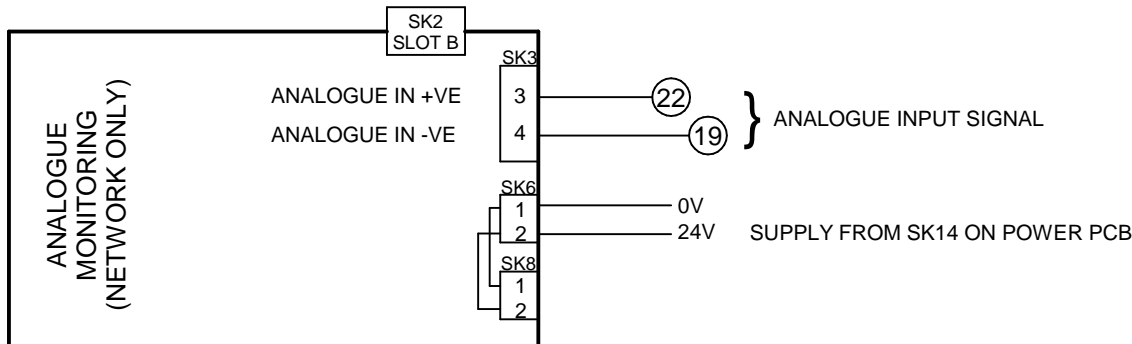 SK2
SLOT B
ANALOGUE
MONITORING
(NETWORK ONLY)
SK3
ANALOGUE IN +VE 3 22
ANALOGUE IN -VE 4 19
} ANALOGUE INPUT SIGNAL
SK6
1 0V
2 24V SUPPLY FROM SK14 ON POWER PCB
SK8
1
2